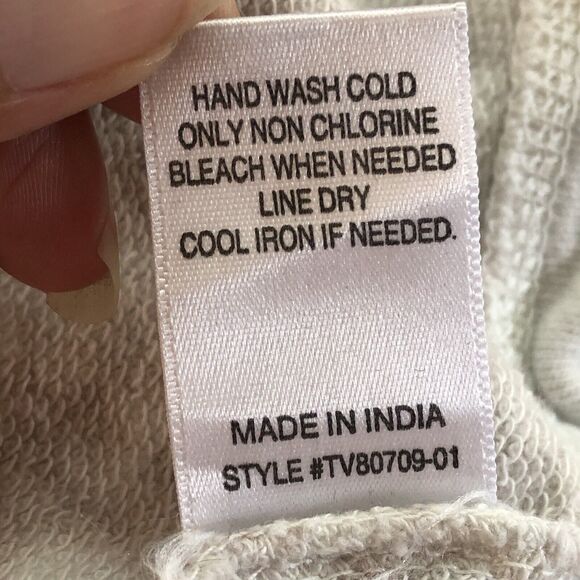 HAND WASH COLD
ONLY NON CHLORINE
BLEACH WHEN NEEDED
LINE DRY
COOL IRON IF NEEDED.
MADE IN INDIA
STYLE #TV80709-01